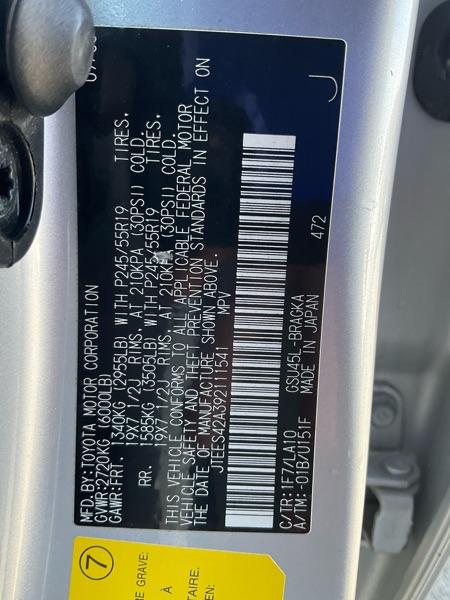 MFD.BY:TOYOTA MOTOR CORPORATION
GVWR:2720KG (6000LB)
GAWR:FRT. 1340KG (2955LB) WITH P245/55R19 TIRES,
19X7 1/2J RIMS, AT 210KPA (30PSI) COLD.
RR. 1585KG (3505LB) WITH P245/55R19 TIRES,
19X7 1/2J RIMS, AT 210KPA (30PSI) COLD.
THIS VEHICLE CONFORMS TO ALL APPLICABLE FEDERAL MOTOR
VEHICLE SAFETY AND THEFT PREVENTION STANDARDS IN EFFECT ON
THE DATE OF MANUFACTURE SHOWN ABOVE.
JTEES42A392111541 MPV
C/TR:1F7/LA10 GSU45L-BRAGKA
A/TM:-01B/U151F MADE IN JAPAN
472
J
7
RE GRAVE:
À
TAIRE,